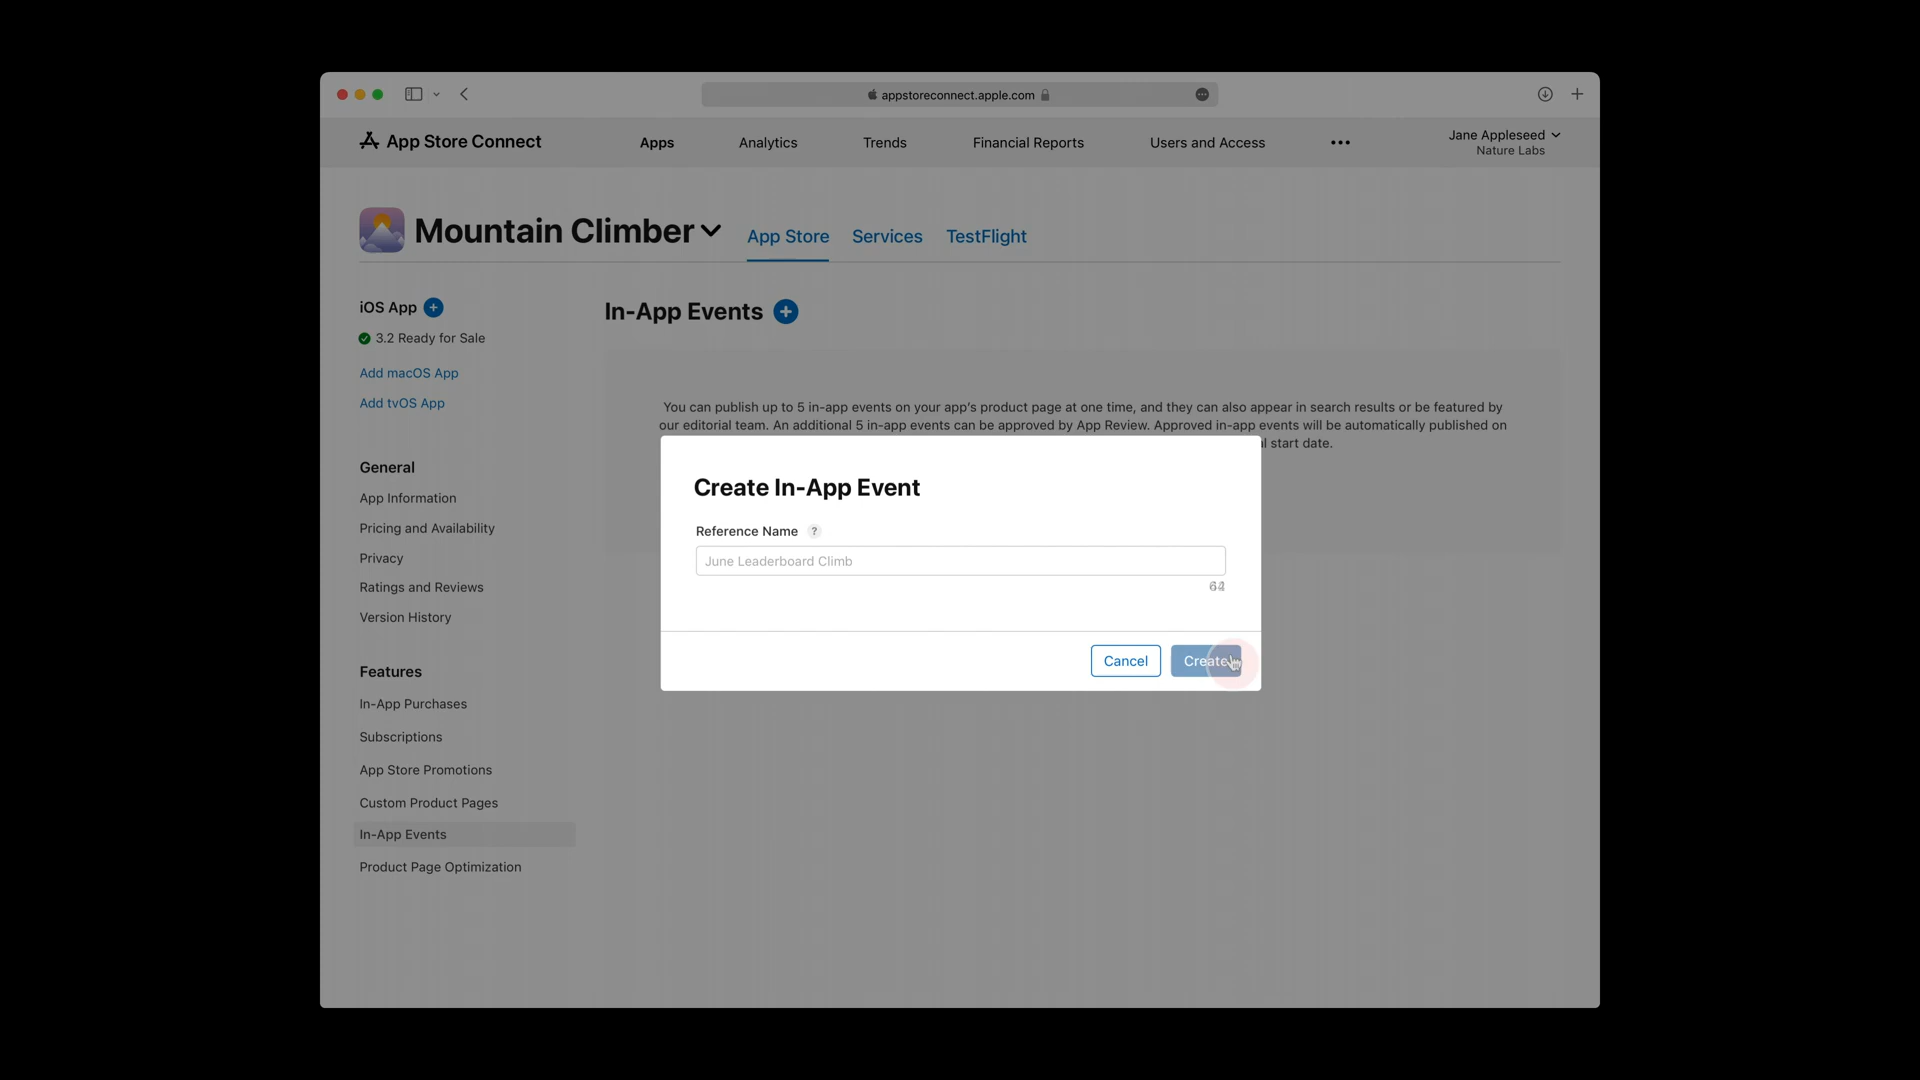 appstoreconnect.apple.com
App Store Connect
Apps
Analytics
Trends
Financial Reports
Users and Access
Jane Appleseed
Nature Labs
Mountain Climber
App Store
Services
TestFlight
iOS App
3.2 Ready for Sale
Add macOS App
Add tvOS App
General
App Information
Pricing and Availability
Privacy
Ratings and Reviews
Version History
Features
In-App Purchases
Subscriptions
App Store Promotions
Custom Product Pages
In-App Events
Product Page Optimization
In-App Events
You can publish up to 5 in-app events on your app's product page at one time, and they can also appear in search results or be featured by
our editorial team. An additional 5 in-app events can be approved by App Review. Approved in-app events will be automatically published on
start date.
Create In-App Event
Reference Name ?
June Leaderboard Climb
Cancel
Create